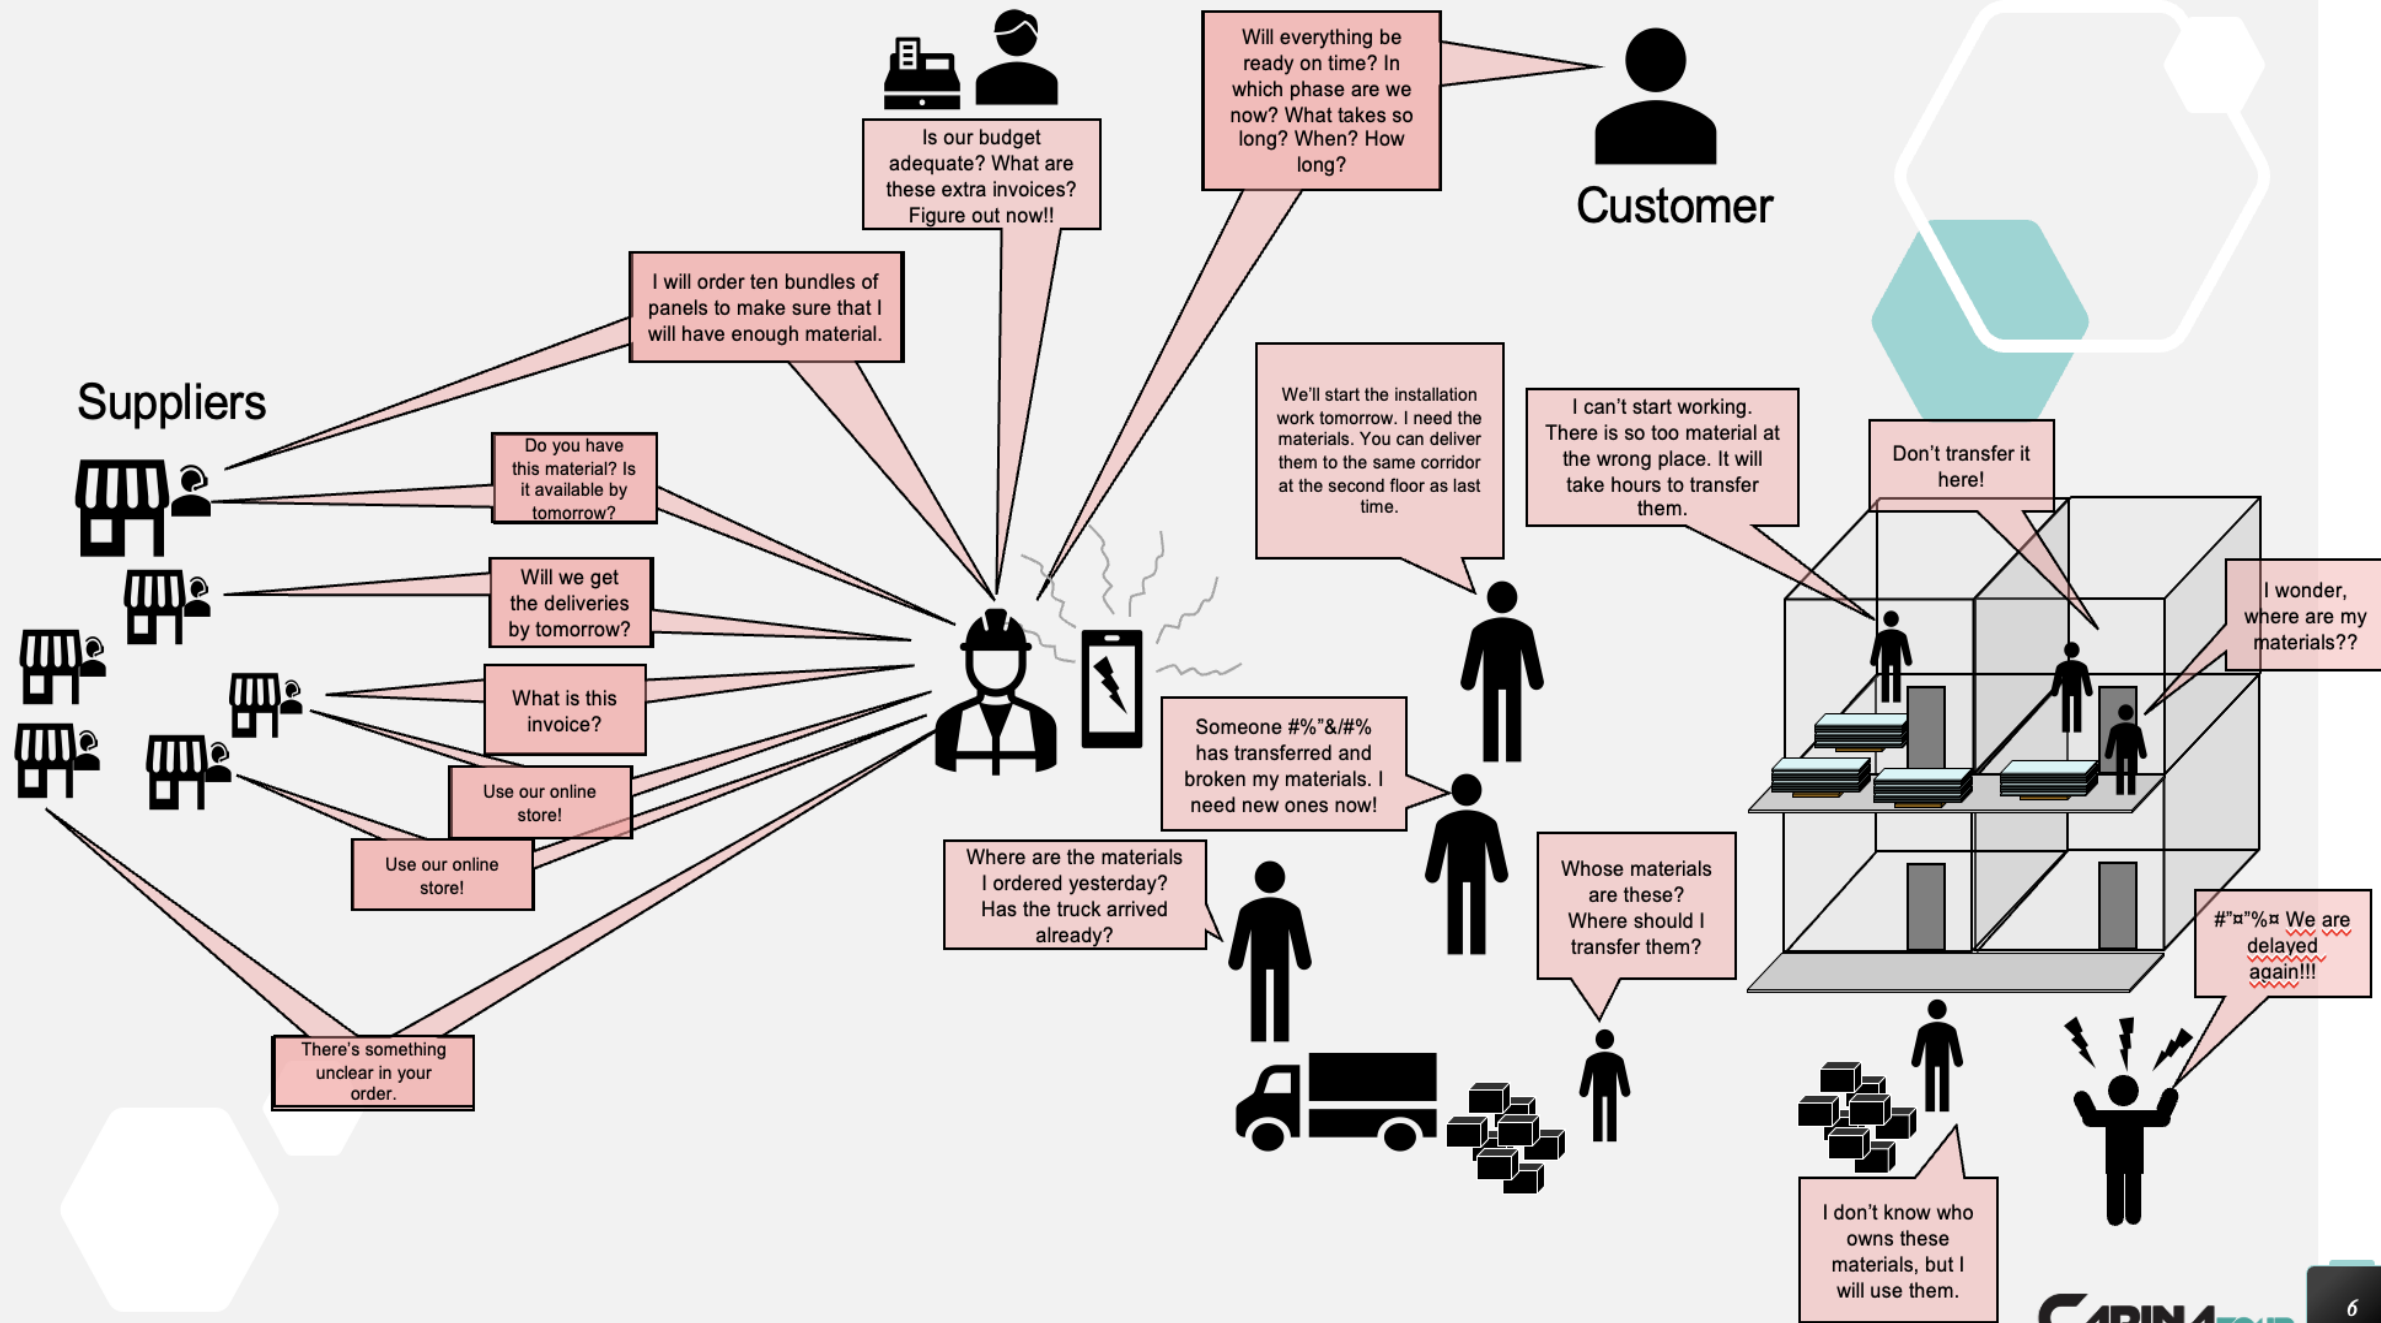 Will everything be
ready on time? In
which phase are we
now? What takes so
long? When? How
long?
Customer
Is our budget
adequate? What are
these extra invoices?
Figure out now!!
I will order ten bundles of
panels to make sure that I
will have enough material.
Suppliers
Do you have
this material? Is
it available by
tomorrow?
Will we get
the deliveries
by tomorrow?
What is this
invoice?
Use our online
store!
Use our online
store!
There's something
unclear in your
order.
We'll start the installation
work tomorrow. I need the
materials. You can deliver
them to the same corridor
at the second floor as last
time.
I can't start working.
There is so too material at
the wrong place. It will
take hours to transfer
them.
Don't transfer it
here!
I wonder,
where are my
materials??
Someone #%"&/#%
has transferred and
broken my materials. I
need new ones now!
Where are the materials
I ordered yesterday?
Has the truck arrived
already?
Whose materials
are these?
Where should I
transfer them?
#"¤"%¤ We are
delayed
again!!!
I don't know who
owns these
materials, but I
will use them.
6